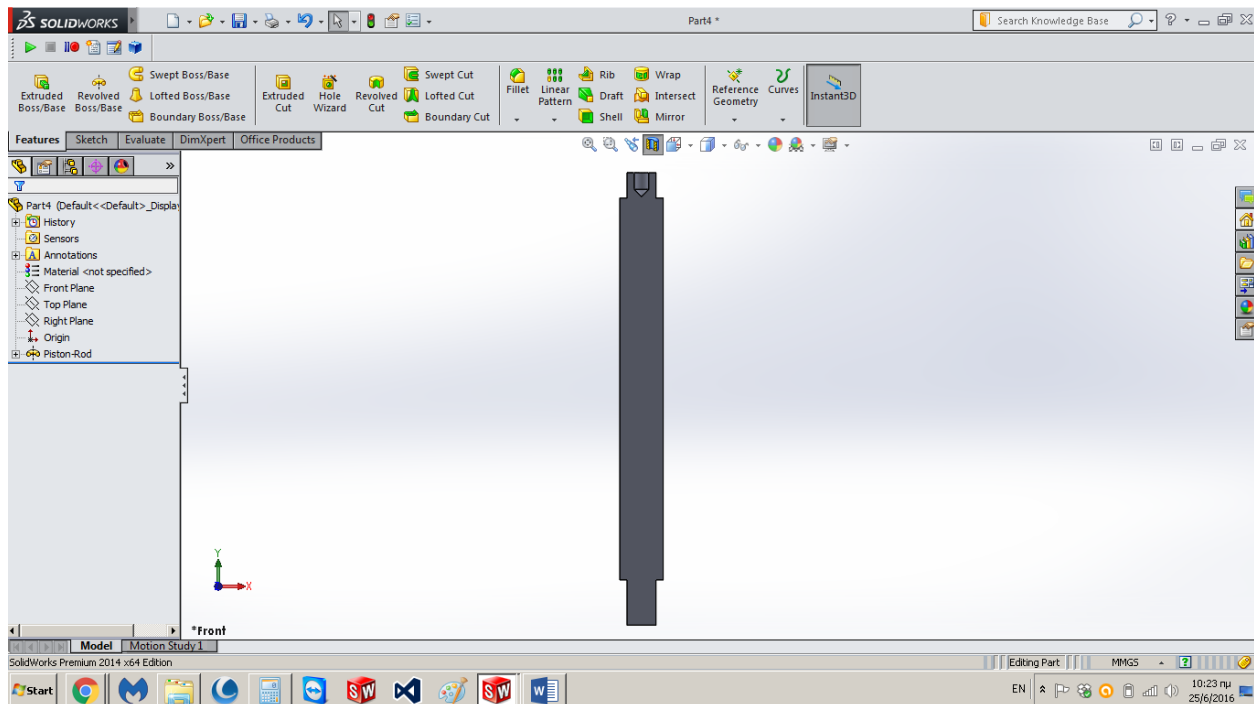 SOLIDWORKS
Part4 *
Search Knowledge Base
Extruded Boss/Base
Revolved Boss/Base
Swept Boss/Base
Lofted Boss/Base
Boundary Boss/Base
Extruded Cut
Hole Wizard
Revolved Cut
Swept Cut
Lofted Cut
Boundary Cut
Fillet
Linear Pattern
Rib
Draft
Shell
Wrap
Intersect
Mirror
Reference Geometry
Curves
Instant3D
Features Sketch Evaluate DimXpert Office Products
Part4 (Default<<Default>_Display
History
Sensors
Annotations
Material <not specified>
Front Plane
Top Plane
Right Plane
Origin
Piston-Rod
Y
X
*Front
Model Motion Study 1
SolidWorks Premium 2014 x64 Edition
Editing Part
MMGS
Start
SW
SW
W
EN
10:23 πμ
25/6/2016